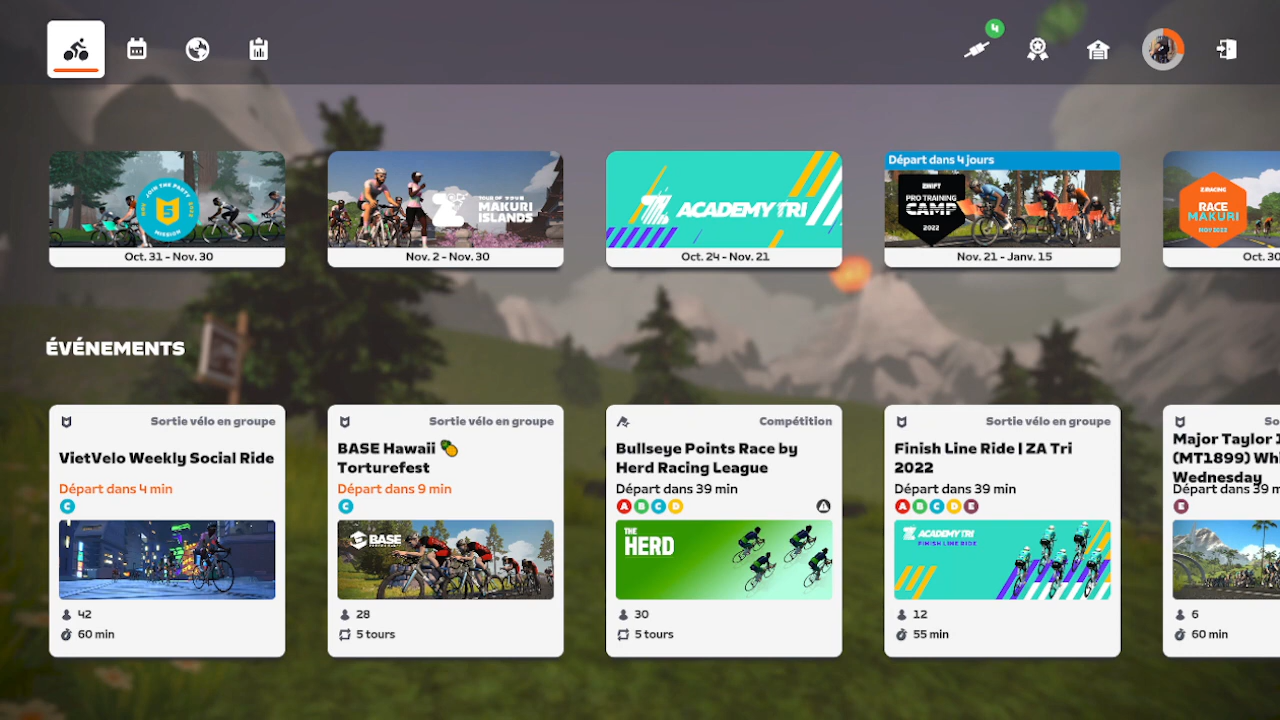 4
JOIN THE PARTY
5
MISSION
Oct. 31 - Nov. 30
TOUR OF
MAKURI
ISLANDS
Nov. 2 - Nov. 30
ACADEMY TRI
Oct. 24 - Nov. 21
Départ dans 4 jours
ZWIFT
PRO TRAINING
CAMP
2022
Nov. 21 - Janv. 15
Z RACING
RACE
MAKURI
NOV 2022
Oct. 30
ÉVÉNEMENTS
Sortie vélo en groupe
VietVelo Weekly Social Ride
Départ dans 4 min
C
42
60 min
Sortie vélo en groupe
BASE Hawaii 🍍
Torturefest
Départ dans 9 min
C
BASE
28
5 tours
Compétition
Bullseye Points Race by
Herd Racing League
Départ dans 39 min
A B C D
THE
HERD
30
5 tours
Sortie vélo en groupe
Finish Line Ride | ZA Tri
2022
Départ dans 39 min
A B C D E
ACADEMY TRI
FINISH LINE RIDE
12
55 min
So
Major Taylor
(MT1899) Wh
Wednesday
Départ dans 39 m
E
6
60 min